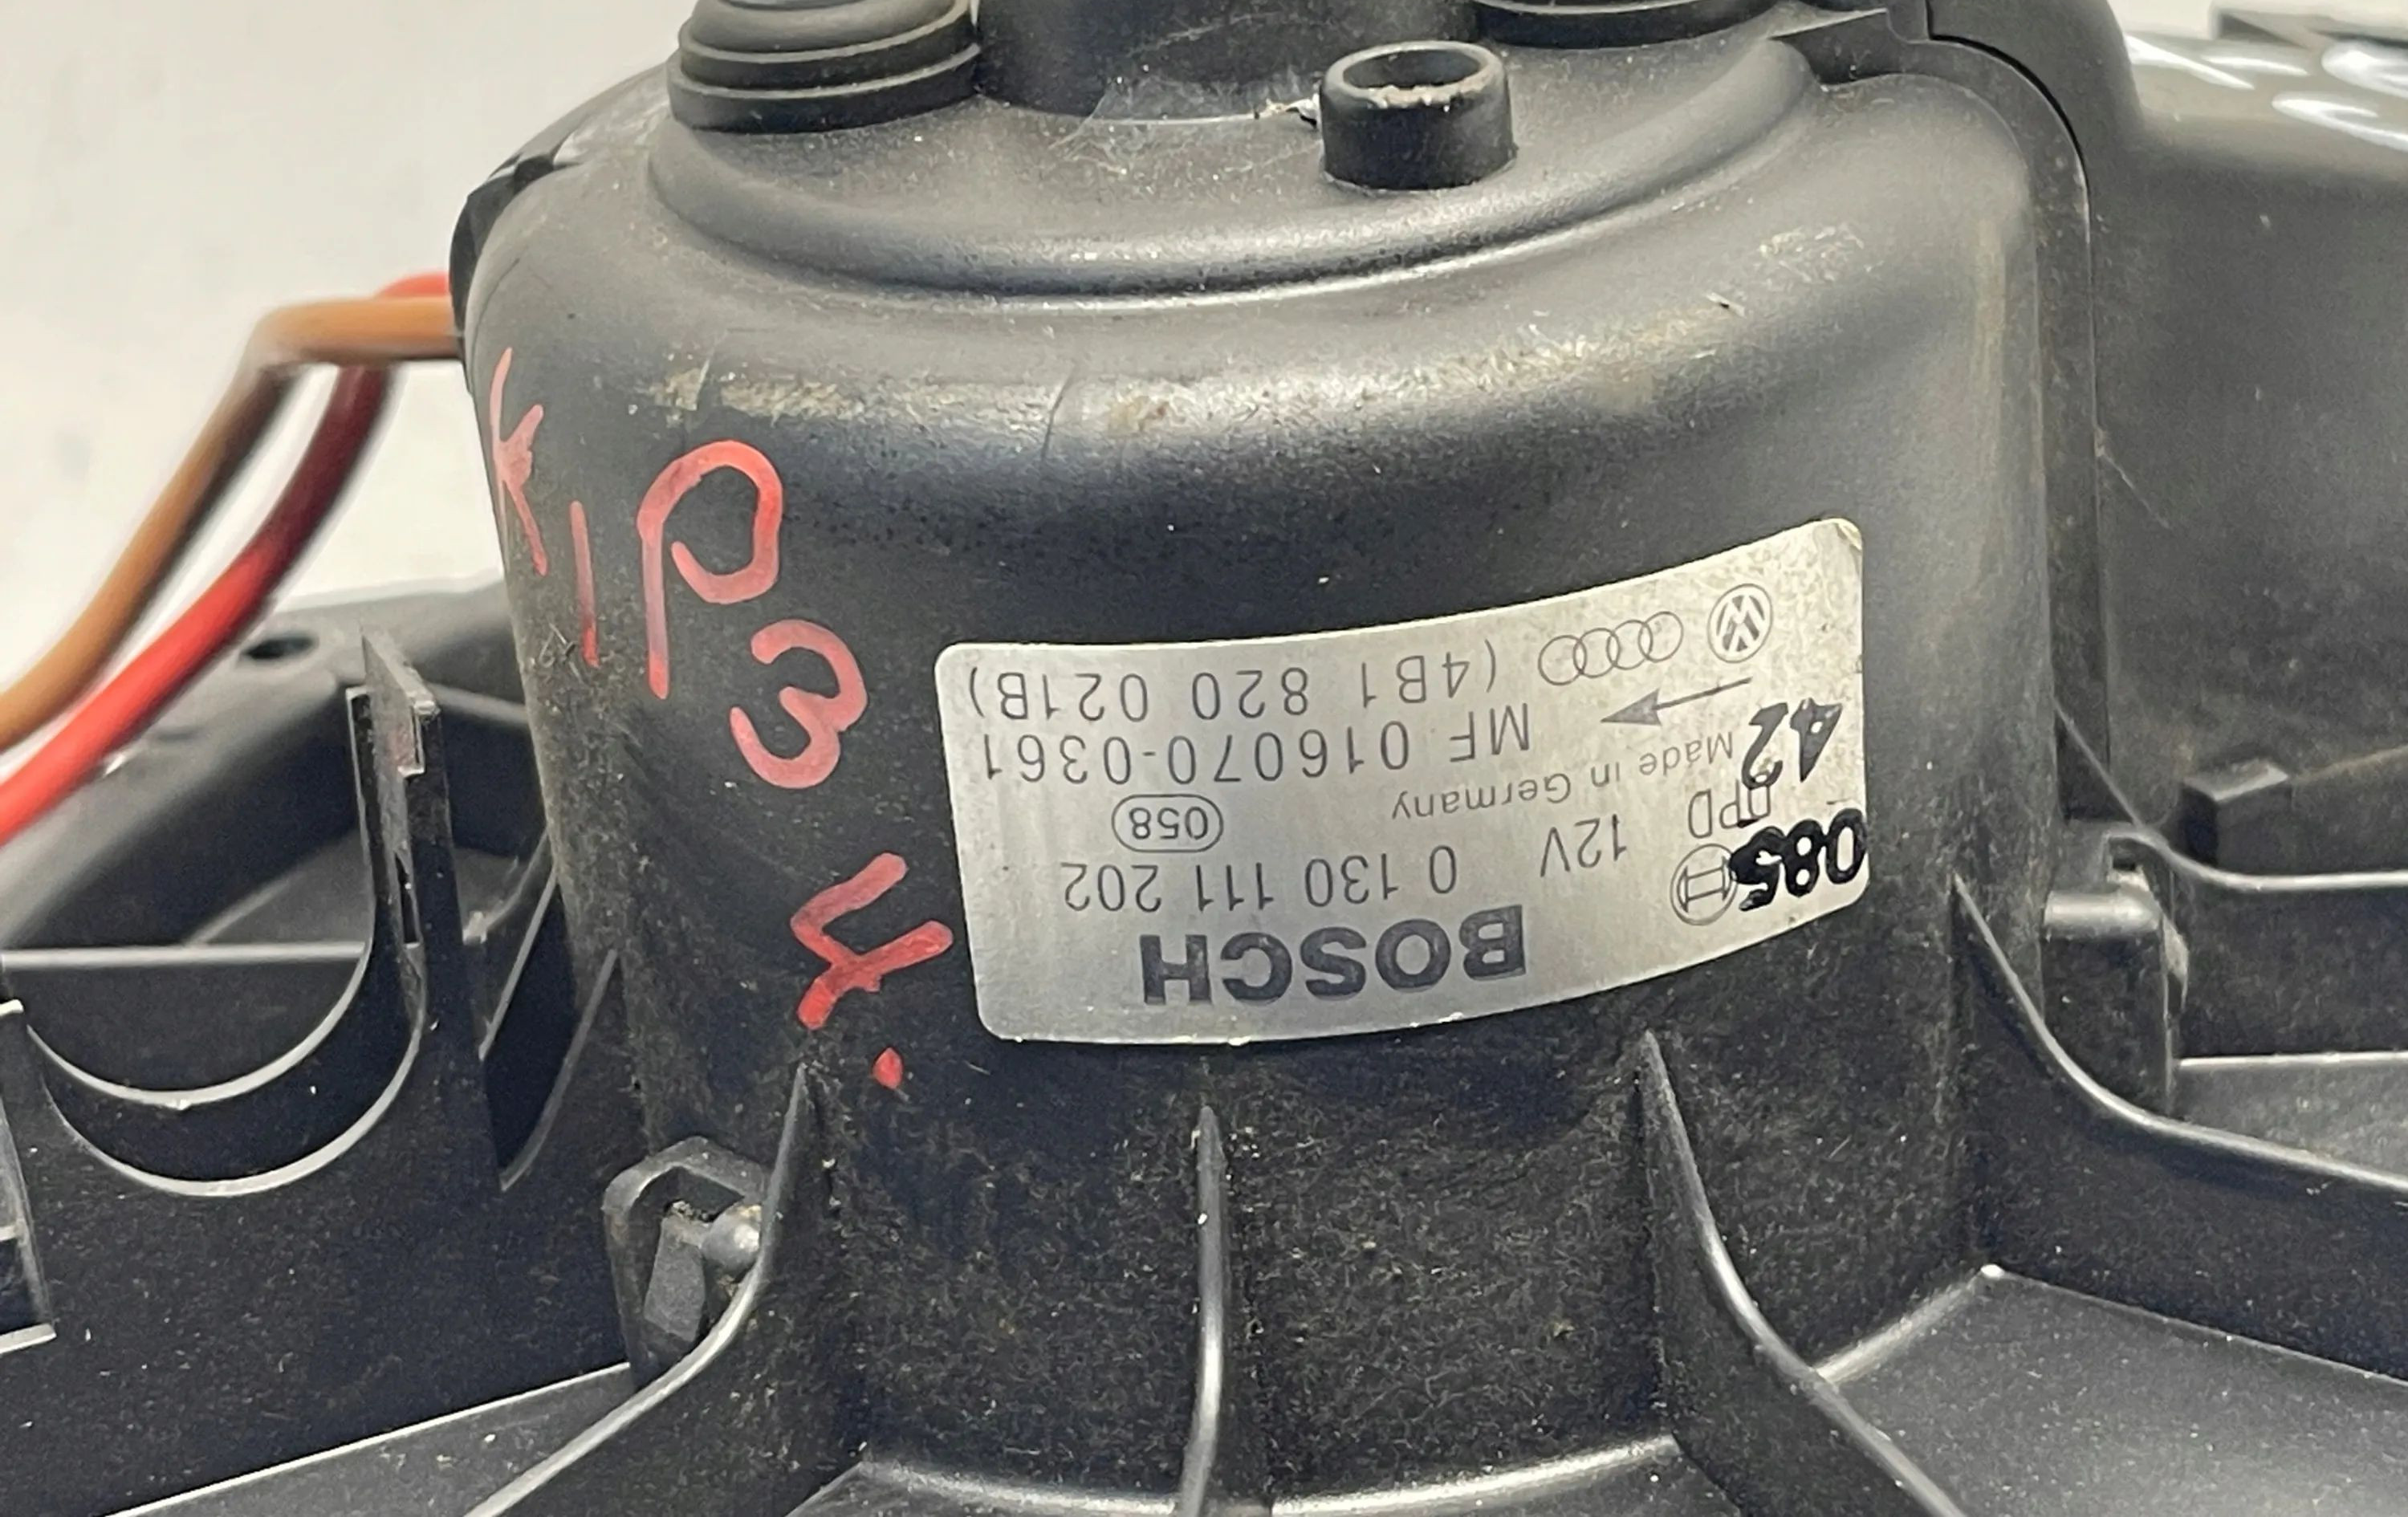 BOSCH
085 12V 0 130 111 202
DPD 058
42 Made in Germany
MF 016070-0361
(4B1 820 021B)
K1P34.